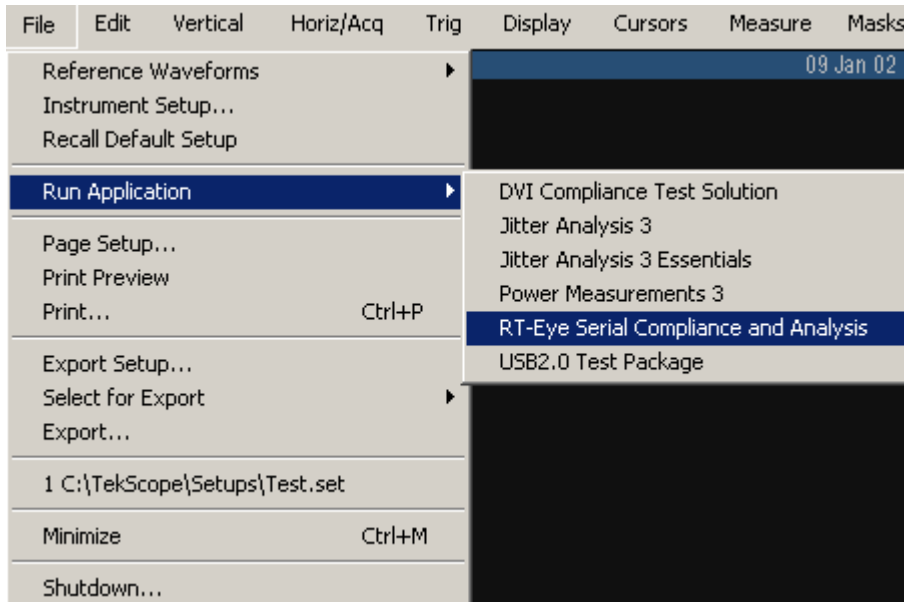 File Edit Vertical Horiz/Acq Trig Display Cursors Measure Masks
09 Jan 02
Reference Waveforms
Instrument Setup...
Recall Default Setup
Run Application
DVI Compliance Test Solution
Jitter Analysis 3
Jitter Analysis 3 Essentials
Power Measurements 3
RT-Eye Serial Compliance and Analysis
USB2.0 Test Package
Page Setup...
Print Preview
Print... Ctrl+P
Export Setup...
Select for Export
Export...
1 C:\TekScope\Setups\Test.set
Minimize Ctrl+M
Shutdown...